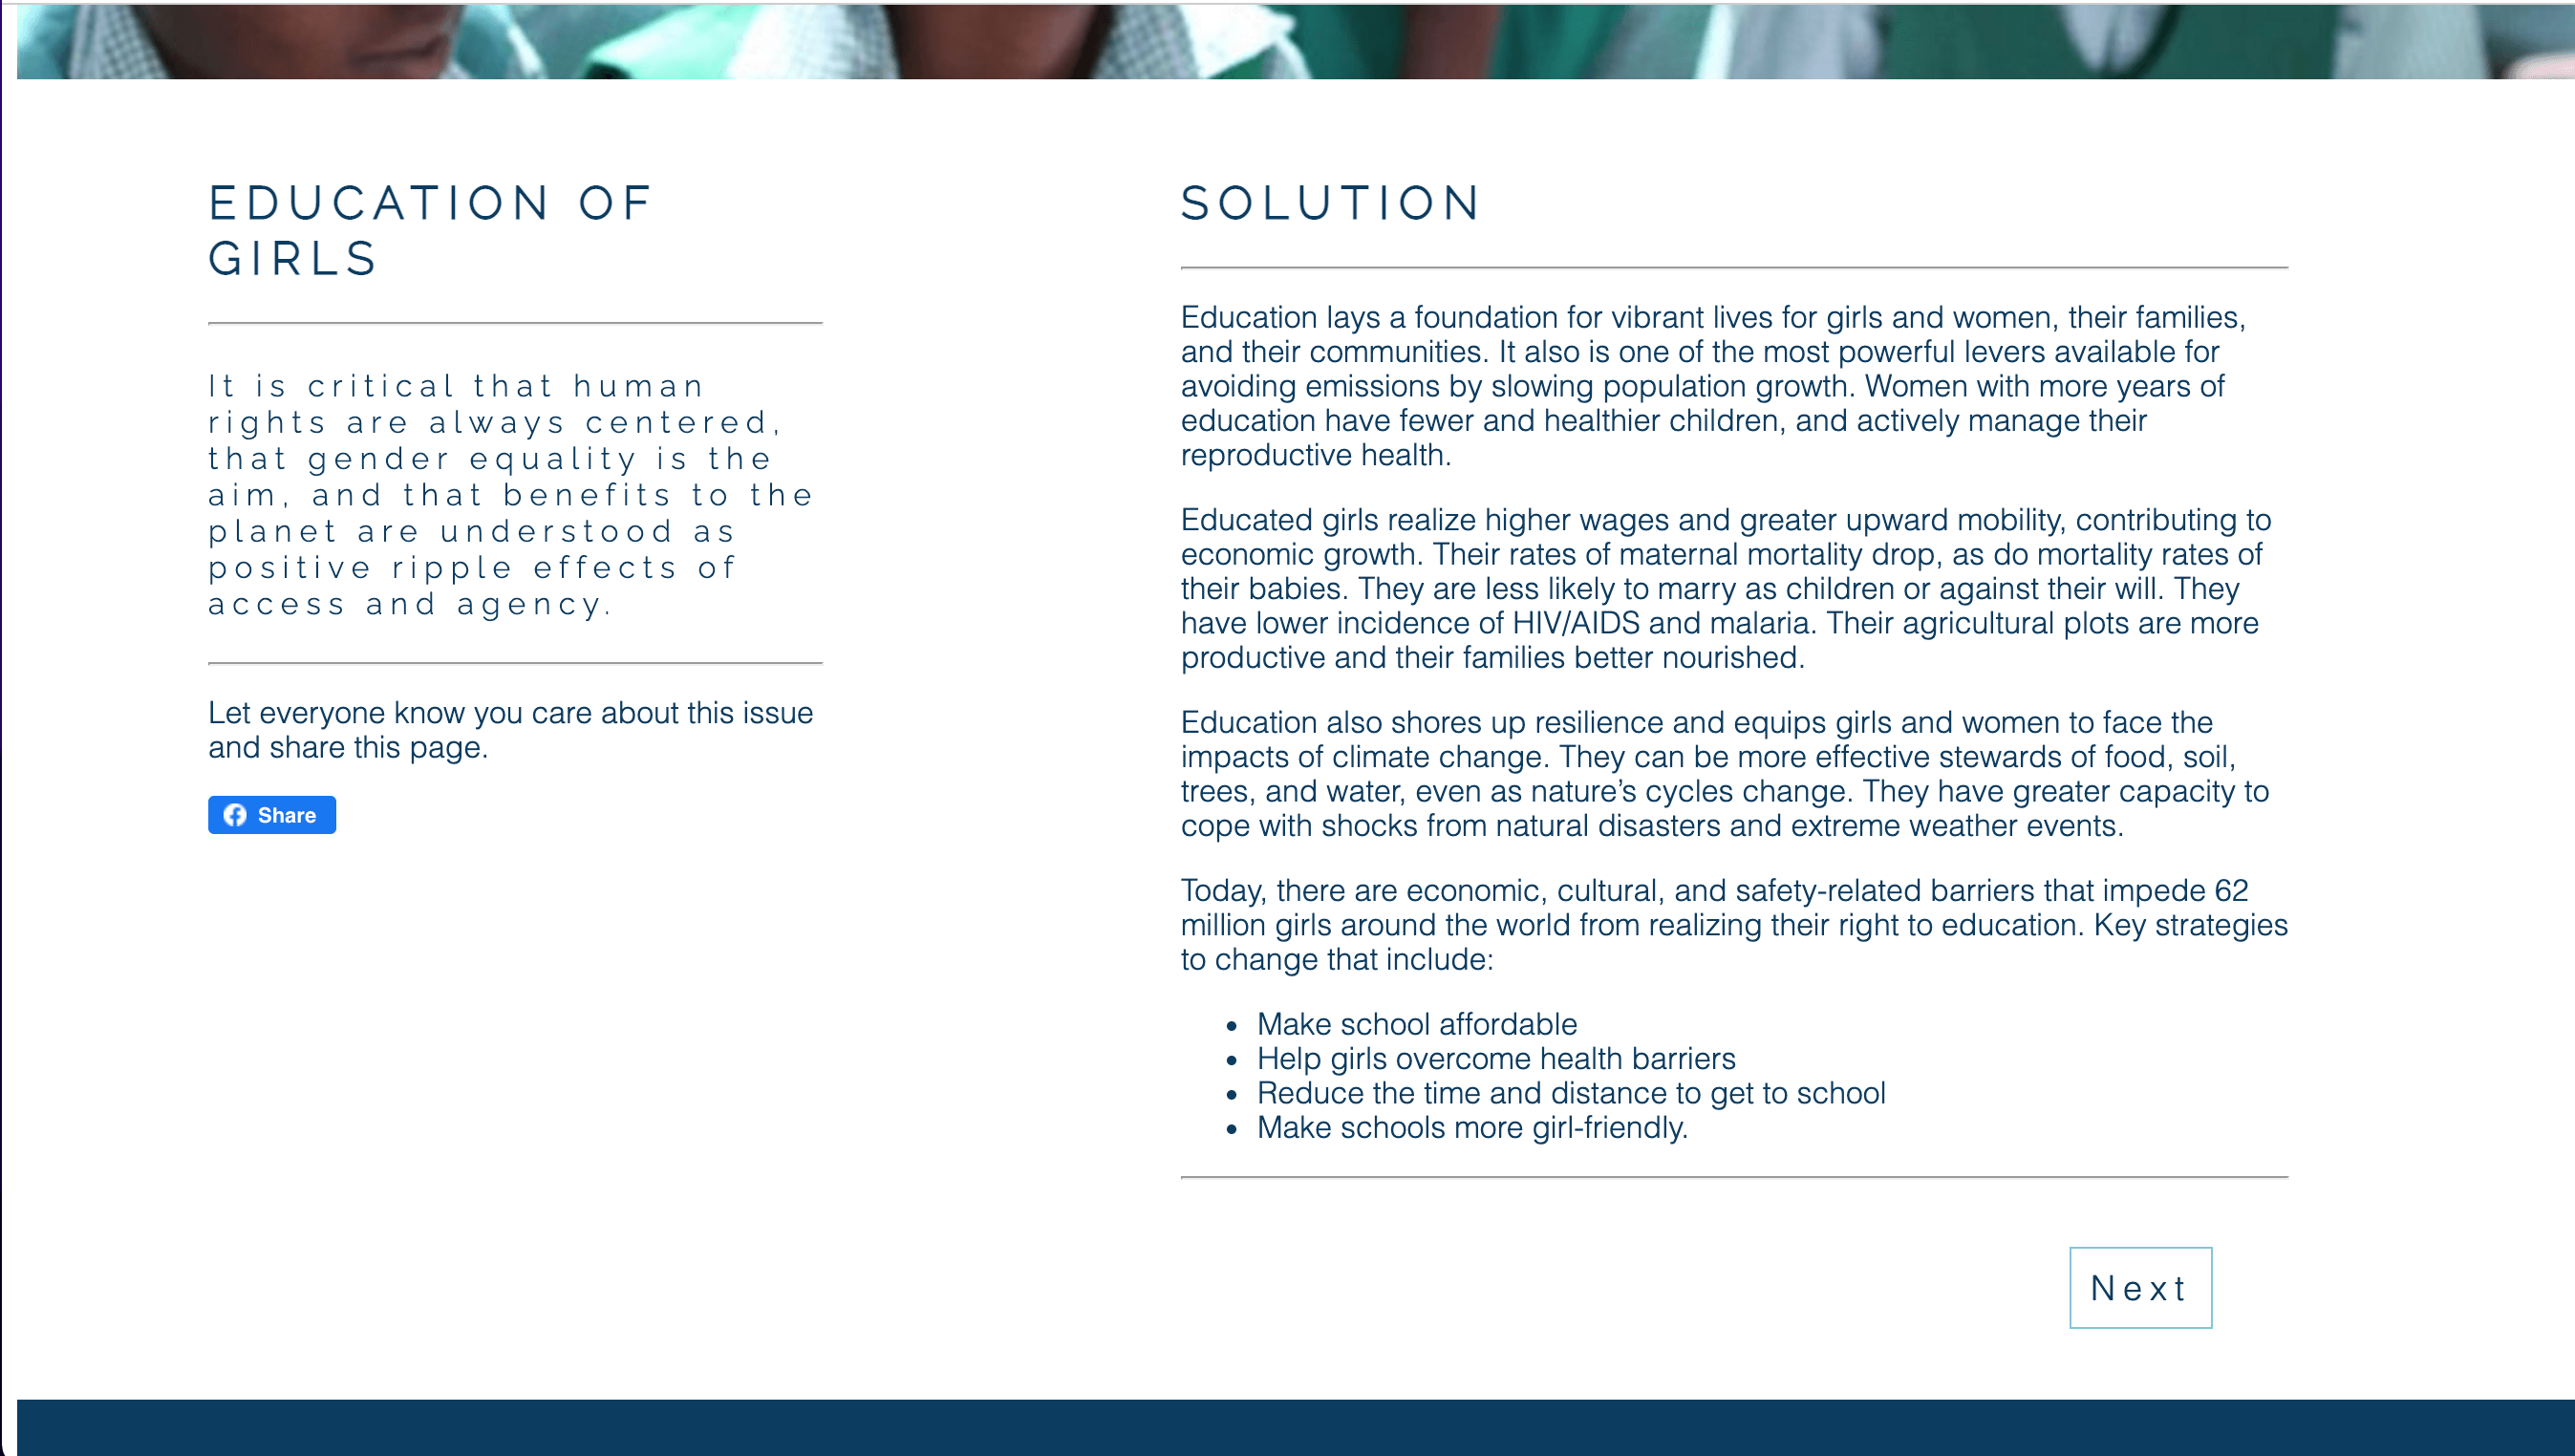 EDUCATION OF
GIRLS
It is critical that human
rights are always centered,
that gender equality is the
aim, and that benefits to the
planet are understood as
positive ripple effects of
access and agency.
Let everyone know you care about this issue
and share this page.
Share
SOLUTION
Education lays a foundation for vibrant lives for girls and women, their families,
and their communities. It also is one of the most powerful levers available for
avoiding emissions by slowing population growth. Women with more years of
education have fewer and healthier children, and actively manage their
reproductive health.
Educated girls realize higher wages and greater upward mobility, contributing to
economic growth. Their rates of maternal mortality drop, as do mortality rates of
their babies. They are less likely to marry as children or against their will. They
have lower incidence of HIV/AIDS and malaria. Their agricultural plots are more
productive and their families better nourished.
Education also shores up resilience and equips girls and women to face the
impacts of climate change. They can be more effective stewards of food, soil,
trees, and water, even as nature’s cycles change. They have greater capacity to
cope with shocks from natural disasters and extreme weather events.
Today, there are economic, cultural, and safety-related barriers that impede 62
million girls around the world from realizing their right to education. Key strategies
to change that include:
• Make school affordable
• Help girls overcome health barriers
• Reduce the time and distance to get to school
• Make schools more girl-friendly.
Next